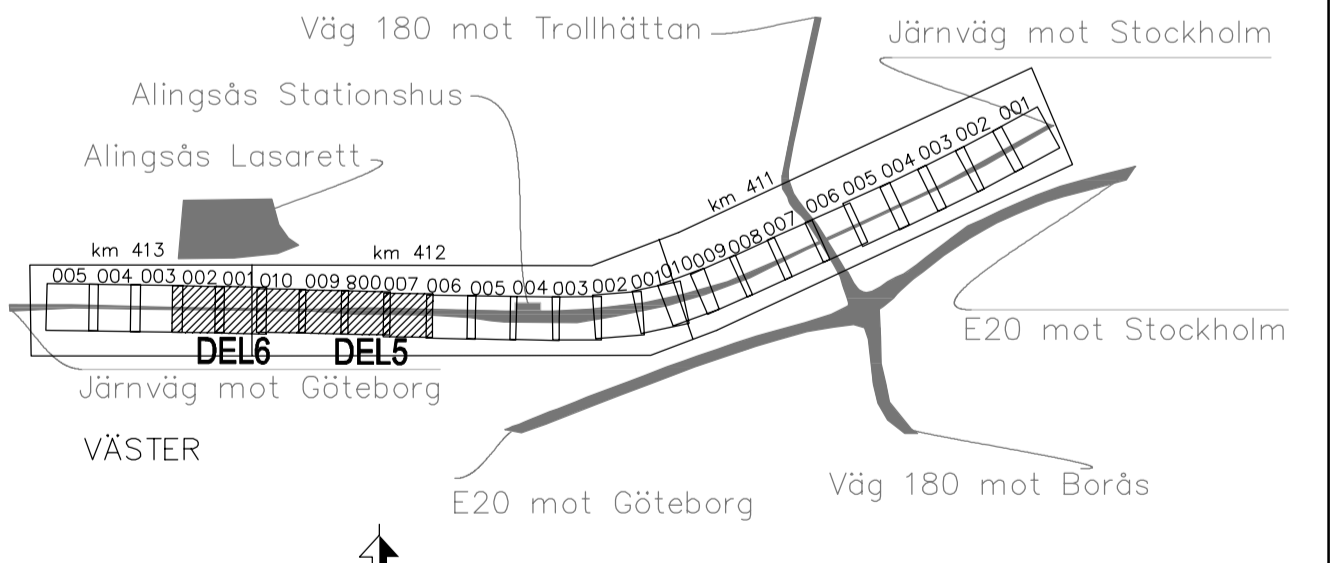 Väg 180 mot Trollhättan
Järnväg mot Stockholm
Alingsås Stationshus
Alingsås Lasarett
km 411
010 009 008 007 006 005 004 003 002 001
km 413
km 412
005 004 003 002 001 010 009 800 007 006 005 004 003 002 001
DEL6
DEL5
E20 mot Stockholm
Järnväg mot Göteborg
VÄSTER
E20 mot Göteborg
Väg 180 mot Borås